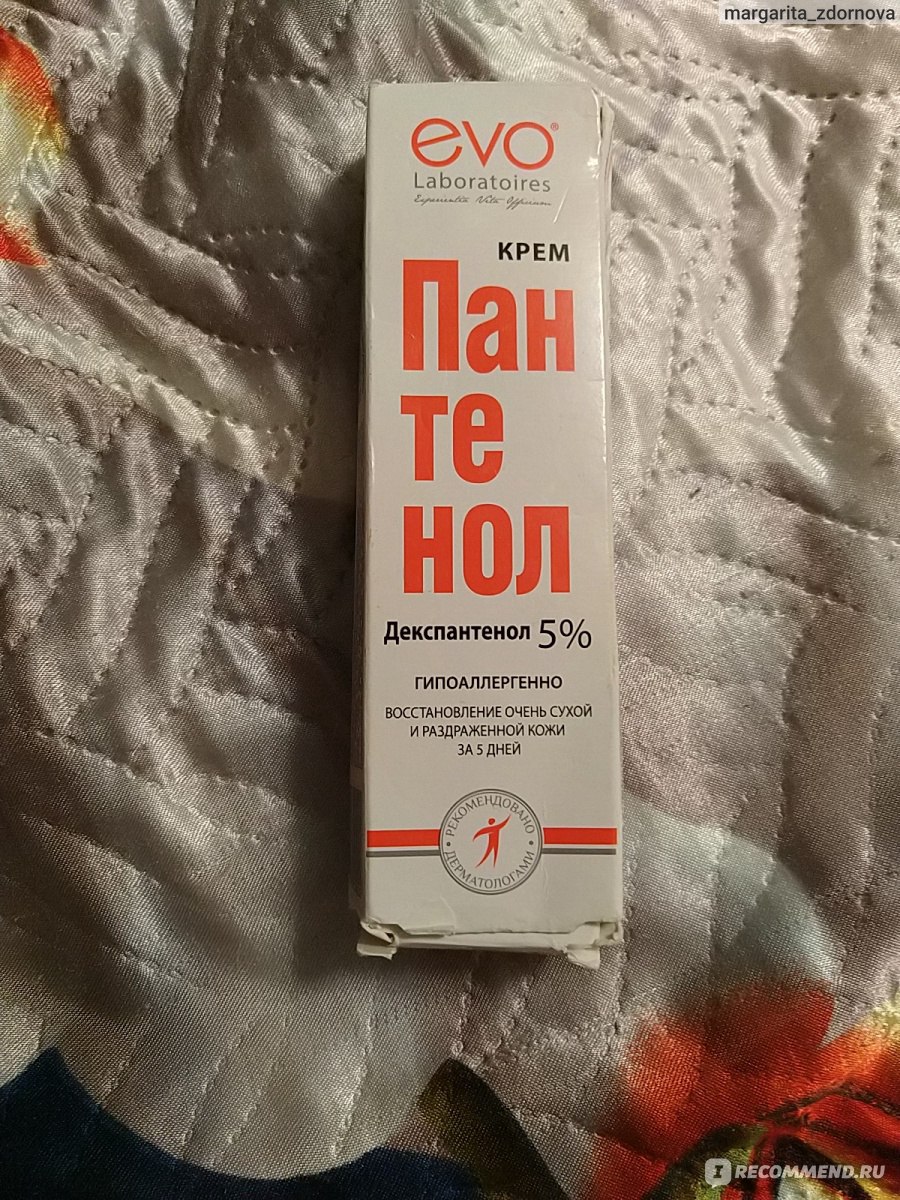 margarita_zdornova
evo®
Laboratoires
КРЕМ
Пан
те
нол
Декспантенол 5%
ГИПОАЛЛЕРГЕННО
ВОССТАНОВЛЕНИЕ ОЧЕНЬ СУХОЙ
И РАЗДРАЖЕННОЙ КОЖИ
ЗА 5 ДНЕЙ
РЕКОМЕНДОВАНО
ДЕРМАТОЛОГАМИ
IRECOMMEND.RU